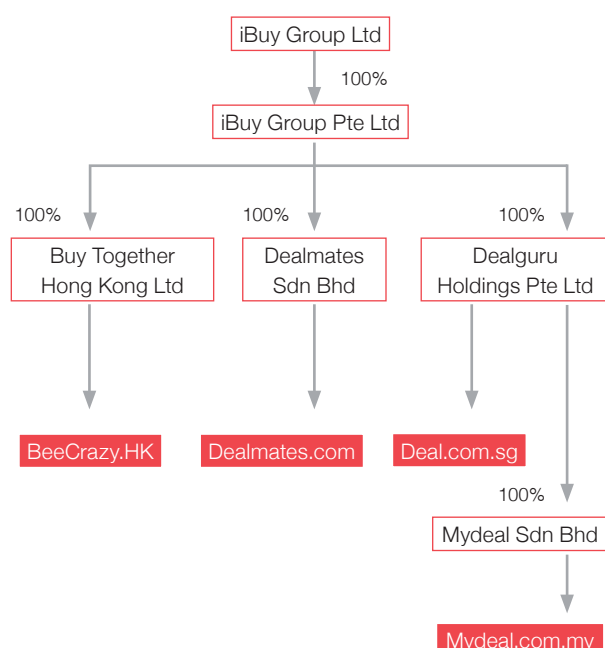 iBuy Group Ltd
100%
iBuy Group Pte Ltd
100%
100%
100%
Buy Together
Hong Kong Ltd
Dealmates
Sdn Bhd
Dealguru
Holdings Pte Ltd
BeeCrazy.HK
Dealmates.com
Deal.com.sg
100%
Mydeal Sdn Bhd
Mydeal.com.my